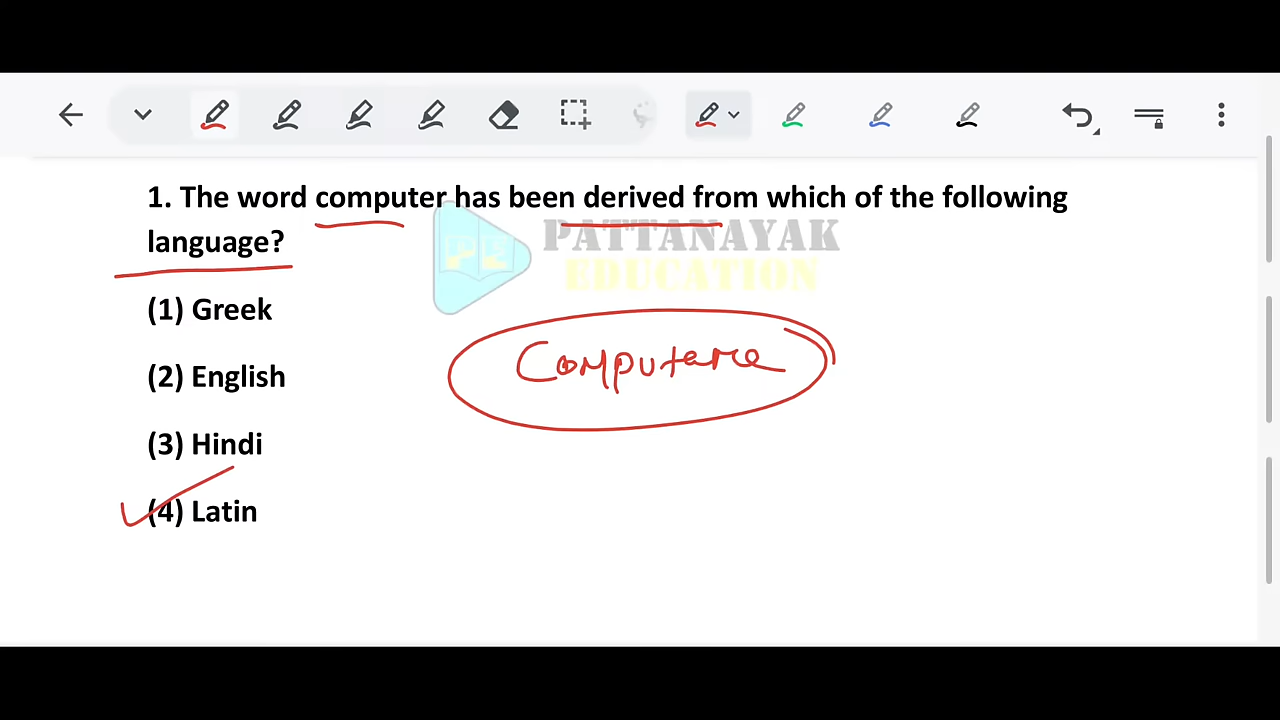 1. The word computer has been derived from which of the following
language?
PATTANAYAK
EDUCATION
(1) Greek
Computare
(2) English
(3) Hindi
(4) Latin